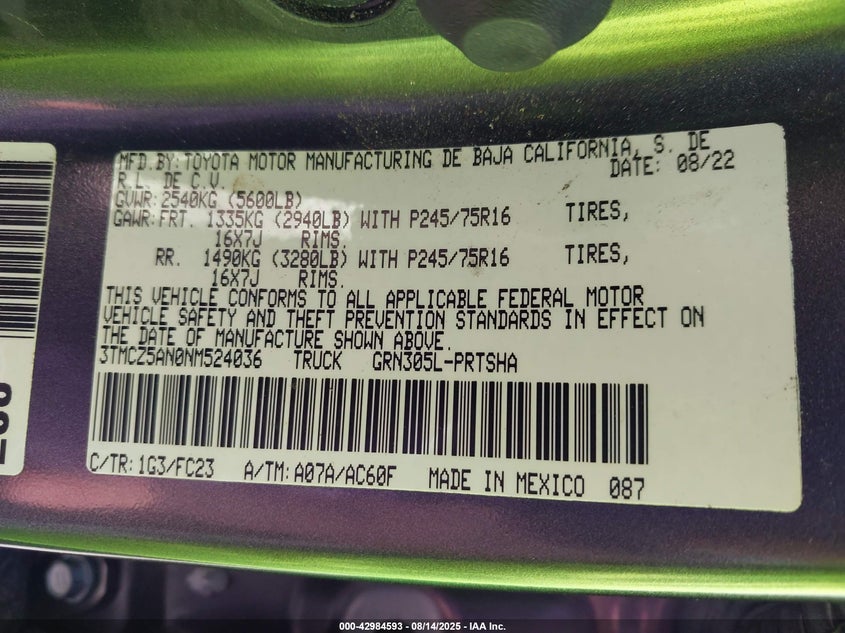 MFD.BY:TOYOTA MOTOR MANUFACTURING DE BAJA CALIFORNIA, S. DE
R.L. DE C.V. DATE: 08/22
GVWR:2540KG (5600LB)
GAWR:FRT. 1335KG (2940LB) WITH P245/75R16 TIRES,
16X7J RIMS.
RR. 1490KG (3280LB) WITH P245/75R16 TIRES,
16X7J RIMS.
THIS VEHICLE CONFORMS TO ALL APPLICABLE FEDERAL MOTOR
VEHICLE SAFETY AND THEFT PREVENTION STANDARDS IN EFFECT ON
THE DATE OF MANUFACTURE SHOWN ABOVE.
3TMCZ5AN0NM524036 TRUCK GRN305L-PRTSHA
C/TR:1G3/FC23 A/TM:A07A/AC60F MADE IN MEXICO 087
000-42984593 - 08/14/2025 - IAA Inc.